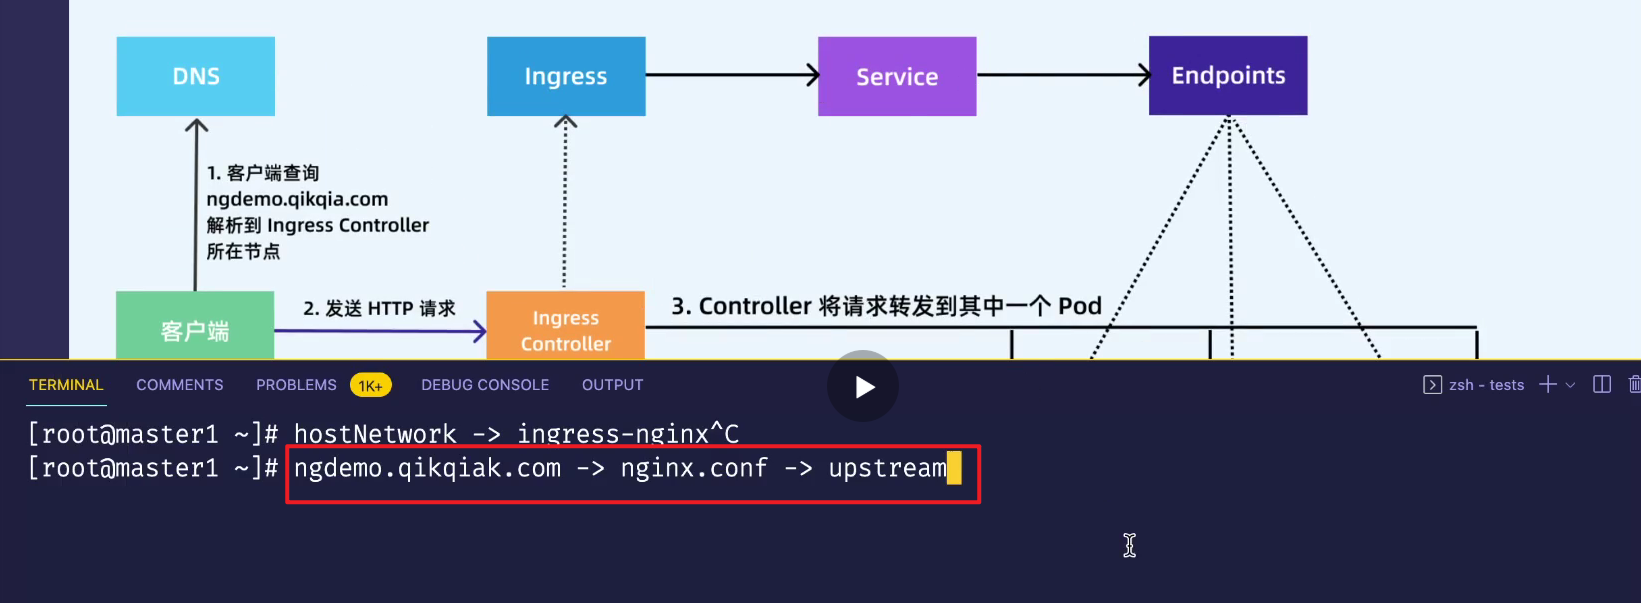 DNS
Ingress
Service
Endpoints
1. 客户端查询
ngdemo.qikqia.com
解析到 Ingress Controller
所在节点
客户端
2. 发送 HTTP 请求
Ingress
Controller
3. Controller 将请求转发到其中一个 Pod
TERMINAL
COMMENTS
PROBLEMS
1K+
DEBUG CONSOLE
OUTPUT
zsh - tests
[root@master1 ~]# hostNetwork -> ingress-nginx^C
[root@master1 ~]# ngdemo.qikqiak.com -> nginx.conf -> upstream